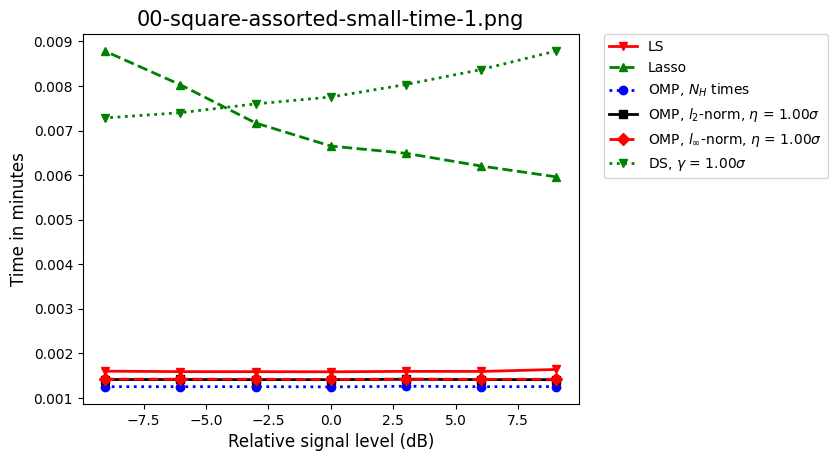 00-square-assorted-small-time-1.png
0.009
0.008
0.007
0.006
0.005
0.004
0.003
0.002
0.001
Time in minutes
−7.5 −5.0 −2.5 0.0 2.5 5.0 7.5
Relative signal level (dB)
LS
Lasso
OMP, N_H times
OMP, l_2-norm, η = 1.00σ
OMP, l_∞-norm, η = 1.00σ
DS, γ = 1.00σ